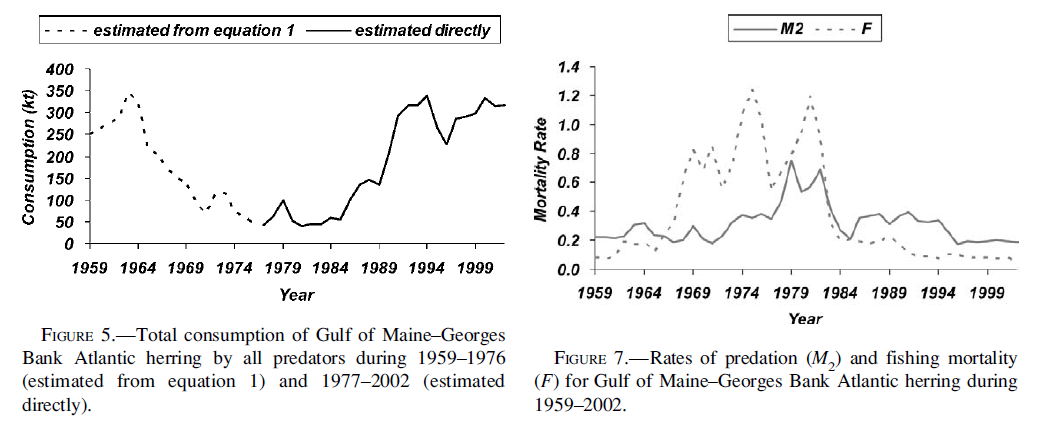 estimated from equation 1 estimated directly
Consumption (kt)
400
350
300
250
200
150
100
50
0
1959 1964 1969 1974 1979 1984 1989 1994 1999
Year
FIGURE 5.—Total consumption of Gulf of Maine–Georges
Bank Atlantic herring by all predators during 1959–1976
(estimated from equation 1) and 1977–2002 (estimated
directly).
M2 F
Mortality Rate
1.4
1.2
1.0
0.8
0.6
0.4
0.2
0.0
1959 1964 1969 1974 1979 1984 1989 1994 1999
Year
FIGURE 7.—Rates of predation (M2) and fishing mortality
(F) for Gulf of Maine–Georges Bank Atlantic herring during
1959–2002.